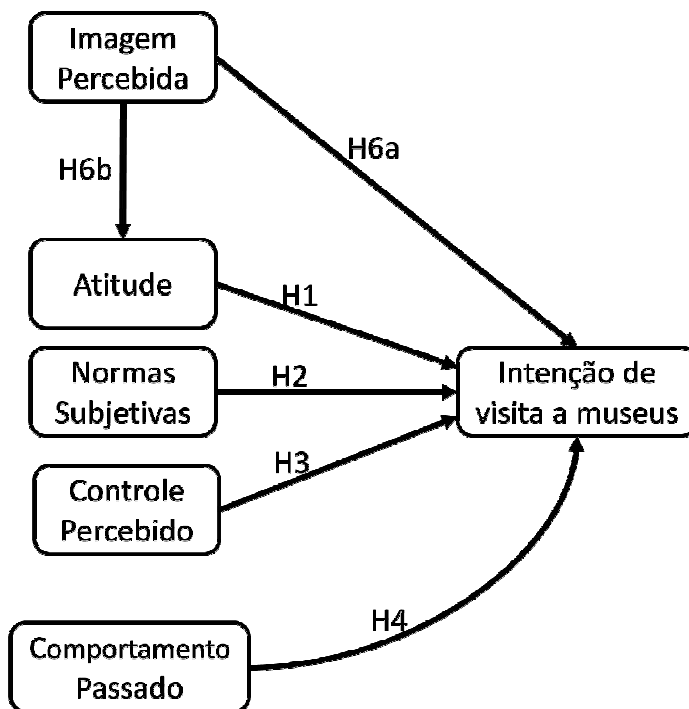 Imagem
Percebida
H6a
H6b
Atitude
H1
Normas
Subjetivas
H2
Intenção de
visita a museus
H3
Controle
Percebido
H4
Comportamento
Passado